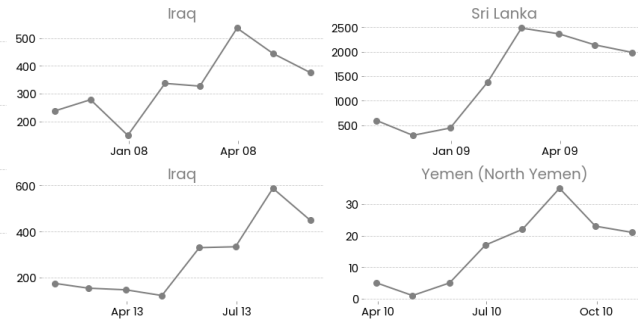 Iraq
500
400
300
200
Jan 08 Apr 08
Sri Lanka
2500
2000
1500
1000
500
Jan 09 Apr 09
Iraq
600
400
200
Apr 13 Jul 13
Yemen (North Yemen)
30
20
10
0
Apr 10 Jul 10 Oct 10